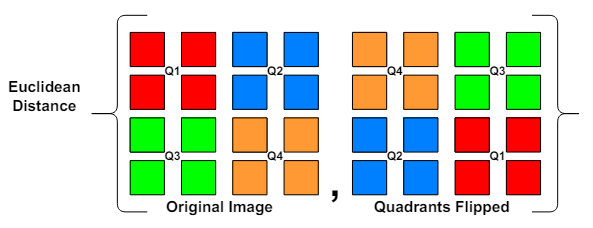 Euclidean
Distance
Q1 Q2 Q4 Q3
Q3 Q4 Q2 Q1
,
Original Image Quadrants Flipped